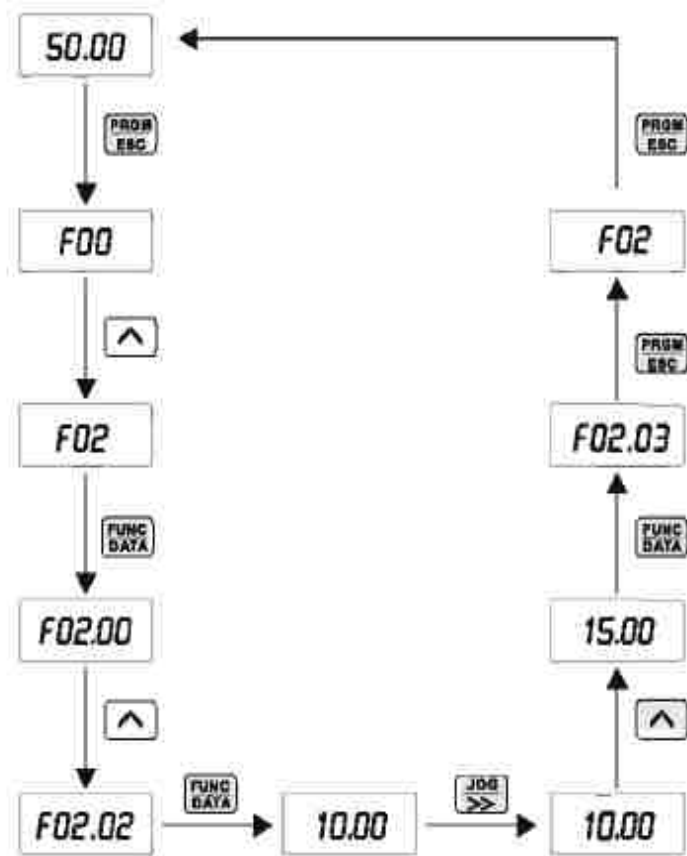 50.00
PRGM
ESC
F00
F02
FUNC
DATA
F02.00
F02.02
FUNC
DATA
10.00
JOG
>>
10.00
15.00
FUNC
DATA
F02.03
PRGM
ESC
F02
PRGM
ESC